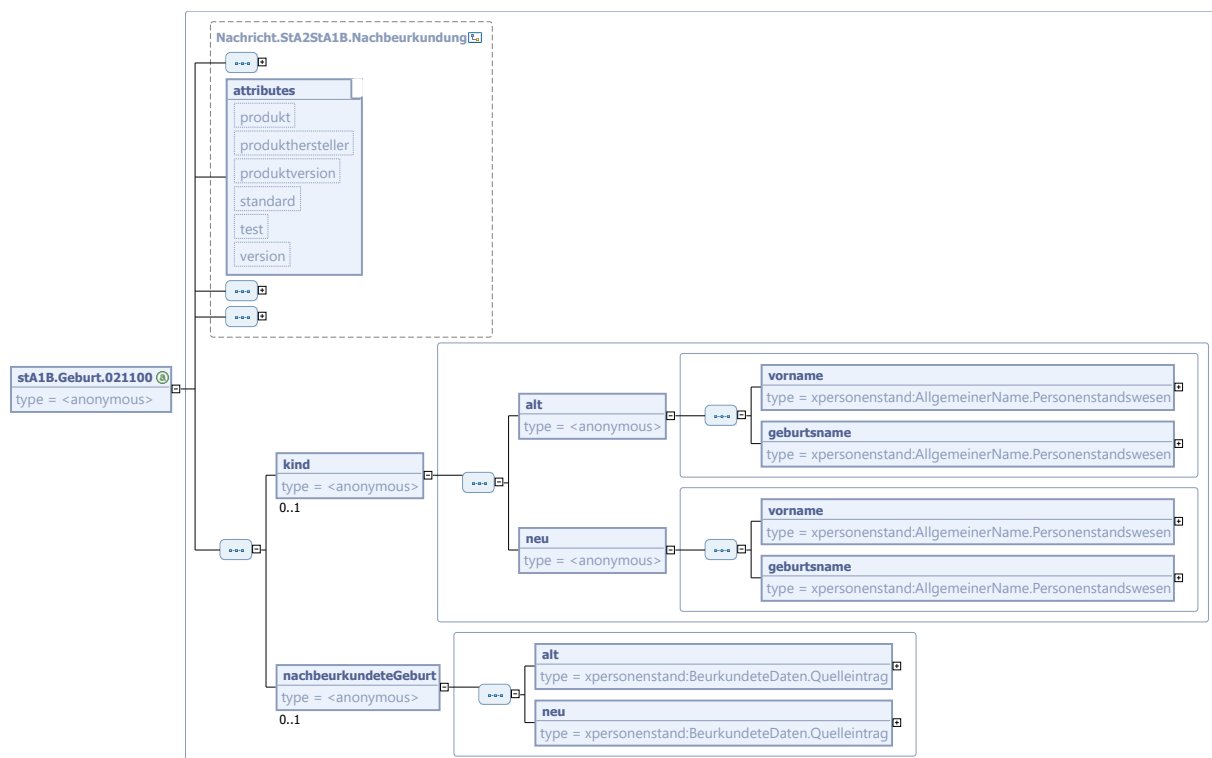 Nachricht.StA2StA1B.Nachbeurkundung
attributes
produkt
produkthersteller
produktversion
standard
test
version
stA1B.Geburt.021100
type = <anonymous>
kind
type = <anonymous>
0..1
alt
type = <anonymous>
vorname
type = xpersonenstand:AllgemeinerName.Personenstandswesen
geburtsname
type = xpersonenstand:AllgemeinerName.Personenstandswesen
neu
type = <anonymous>
vorname
type = xpersonenstand:AllgemeinerName.Personenstandswesen
geburtsname
type = xpersonenstand:AllgemeinerName.Personenstandswesen
nachbeurkundeteGeburt
type = <anonymous>
0..1
alt
type = xpersonenstand:BeurkundeteDaten.Quelleintrag
neu
type = xpersonenstand:BeurkundeteDaten.Quelleintrag